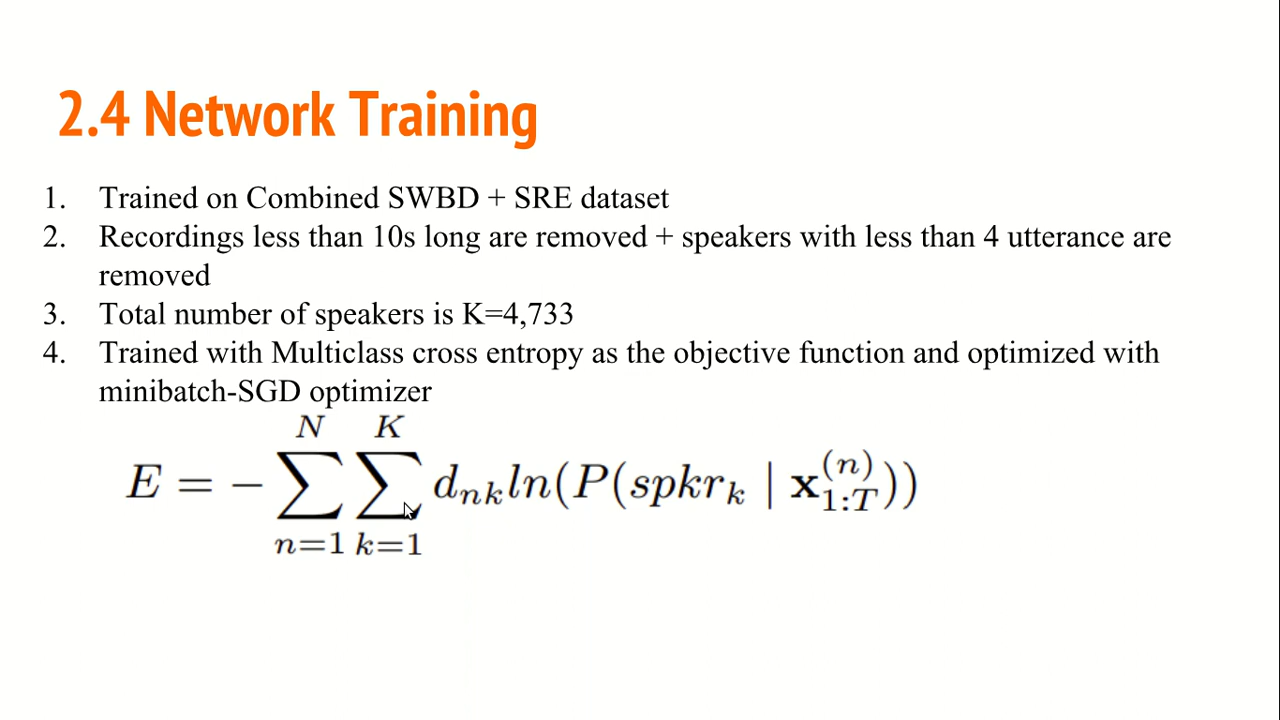 2.4 Network Training
1. Trained on Combined SWBD + SRE dataset
2. Recordings less than 10s long are removed + speakers with less than 4 utterance are
removed
3. Total number of speakers is K=4,733
4. Trained with Multiclass cross entropy as the objective function and optimized with
minibatch-SGD optimizer
E = - \sum_{n=1}^{N} \sum_{k=1}^{K} d_{nk} ln(P(spkr_k | \mathbf{x}_{1:T}^{(n)}))